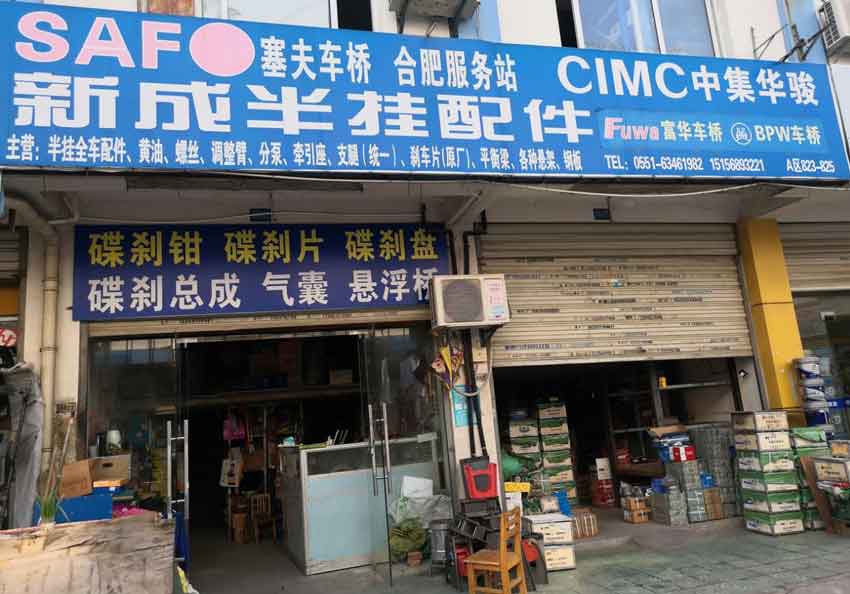 SAF 塞夫车桥 合肥服务站 CIMC中集华骏
新成半挂配件 Fuwa富华车桥 BPW车桥
主营:半挂全车配件、黄油、螺丝、调整臂、分泵、牵引座、支腿(统一)、刹车片(原厂)、平衡梁、各种悬架、钢板
TEL: 0551-63461982 15156893221 A区823-825
碟刹钳 碟刹片 碟刹盘
碟刹总成 气囊 悬浮桥